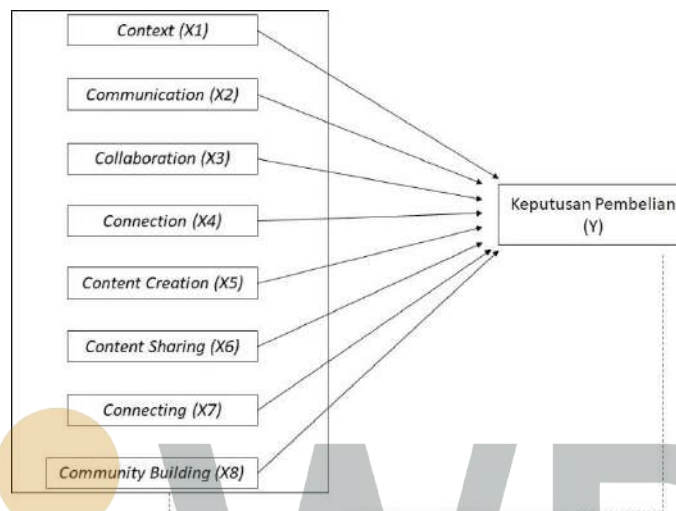 Context (X1)
Communication (X2)
Collaboration (X3)
Connection (X4)
Content Creation (X5)
Content Sharing (X6)
Connecting (X7)
Community Building (X8)
Keputusan Pembelian
(Y)